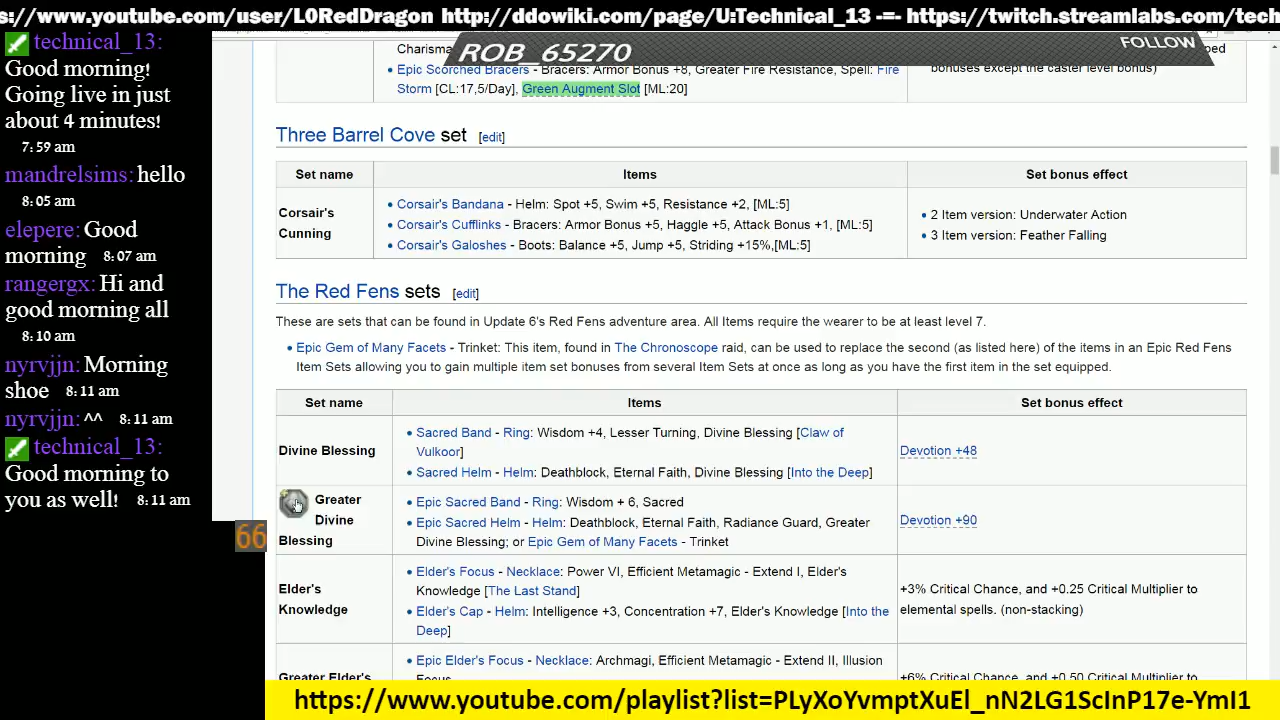 s://www.youtube.com/user/L0RedDragon http://ddowiki.com/page/U:Technical_13 -=- https://twitch.streamlabs.com/tech
technical_13:
Good morning!
Going live in just
about 4 minutes!
7:59 am
mandrelsims: hello
8:05 am
elepere: Good
morning 8:07 am
rangergx: Hi and
good morning all
8:10 am
nyrvjjn: Morning
shoe 8:11 am
nyrvjjn: ^^ 8:11 am
technical_13:
Good morning to
you as well! 8:11 am
66
ROB_65270
FOLLOW
Charisma
Epic Scorched Bracers - Bracers: Armor Bonus +8, Greater Fire Resistance, Spell: Fire
Storm [CL:17,5/Day], Green Augment Slot [ML:20]
bonuses except the caster level bonus)
Three Barrel Cove set [edit]
Set name Items Set bonus effect
Corsair's
Cunning
Corsair's Bandana - Helm: Spot +5, Swim +5, Resistance +2, [ML:5]
Corsair's Cufflinks - Bracers: Armor Bonus +5, Haggle +5, Attack Bonus +1, [ML:5]
Corsair's Galoshes - Boots: Balance +5, Jump +5, Striding +15%,[ML:5]
2 Item version: Underwater Action
3 Item version: Feather Falling
The Red Fens sets [edit]
These are sets that can be found in Update 6's Red Fens adventure area. All Items require the wearer to be at least level 7.
Epic Gem of Many Facets - Trinket: This item, found in The Chronoscope raid, can be used to replace the second (as listed here) of the items in an Epic Red Fens
Item Sets allowing you to gain multiple item set bonuses from several Item Sets at once as long as you have the first item in the set equipped.
Set name Items Set bonus effect
Divine Blessing
Sacred Band - Ring: Wisdom +4, Lesser Turning, Divine Blessing [Claw of
Vulkoor]
Sacred Helm - Helm: Deathblock, Eternal Faith, Divine Blessing [Into the Deep]
Devotion +48
Greater
Divine
Blessing
Epic Sacred Band - Ring: Wisdom + 6, Sacred
Epic Sacred Helm - Helm: Deathblock, Eternal Faith, Radiance Guard, Greater
Divine Blessing; or Epic Gem of Many Facets - Trinket
Devotion +90
Elder's
Knowledge
Elder's Focus - Necklace: Power VI, Efficient Metamagic - Extend I, Elder's
Knowledge [The Last Stand]
Elder's Cap - Helm: Intelligence +3, Concentration +7, Elder's Knowledge [Into the
Deep]
+3% Critical Chance, and +0.25 Critical Multiplier to
elemental spells. (non-stacking)
Greater Elder's
Epic Elder's Focus - Necklace: Archmagi, Efficient Metamagic - Extend II, Illusion
Focus
+6% Critical Chance, and +0.50 Critical Multiplier to
https://www.youtube.com/playlist?list=PLyXoYvmptXuEl_nN2LG1ScInP17e-YmI1